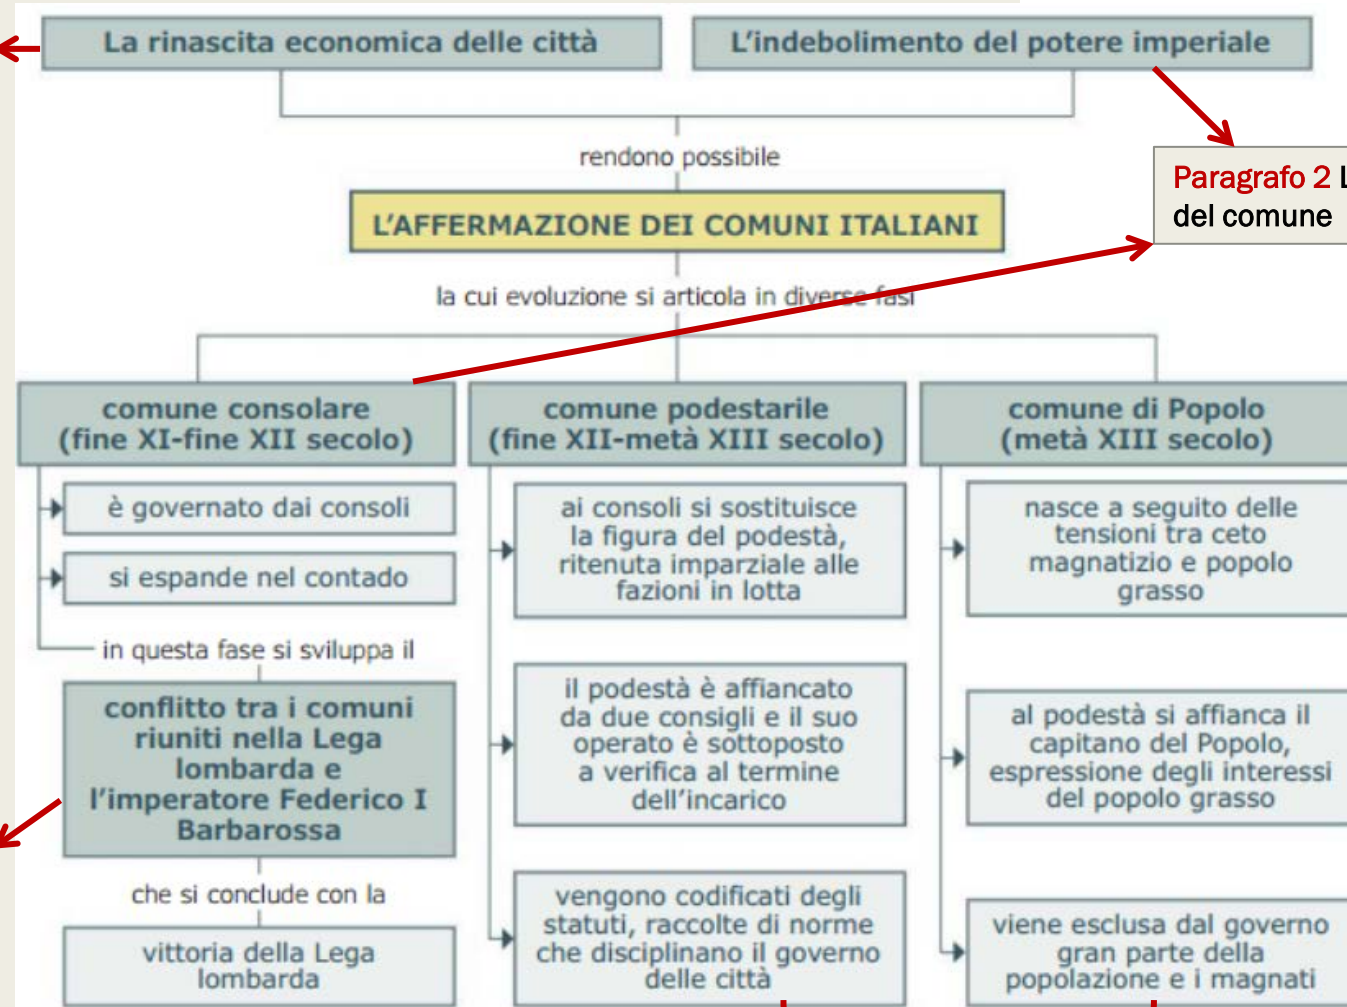 La rinascita economica delle città
L'indebolimento del potere imperiale
rendono possibile
Paragrafo 2
del comune
L'AFFERMAZIONE DEI COMUNI ITALIANI
la cui evoluzione si articola in diverse fasi
comune consolare
(fine XI-fine XII secolo)
è governato dai consoli
si espande nel contado
in questa fase si sviluppa il
conflitto tra i comuni
riuniti nella Lega
lombarda e
l'imperatore Federico I
Barbarossa
che si conclude con la
vittoria della Lega
lombarda
comune podestarile
(fine XII-metà XIII secolo)
ai consoli si sostituisce
la figura del podestà,
ritenuta imparziale alle
fazioni in lotta
il podestà è affiancato
da due consigli e il suo
operato è sottoposto
a verifica al termine
dell'incarico
vengono codificati degli
statuti, raccolte di norme
che disciplinano il governo
delle città
comune di Popolo
(metà XIII secolo)
nasce a seguito delle
tensioni tra ceto
magnatizio e popolo
grasso
al podestà si affianca il
capitano del Popolo,
espressione degli interessi
del popolo grasso
viene esclusa dal governo
gran parte della
popolazione e i magnati